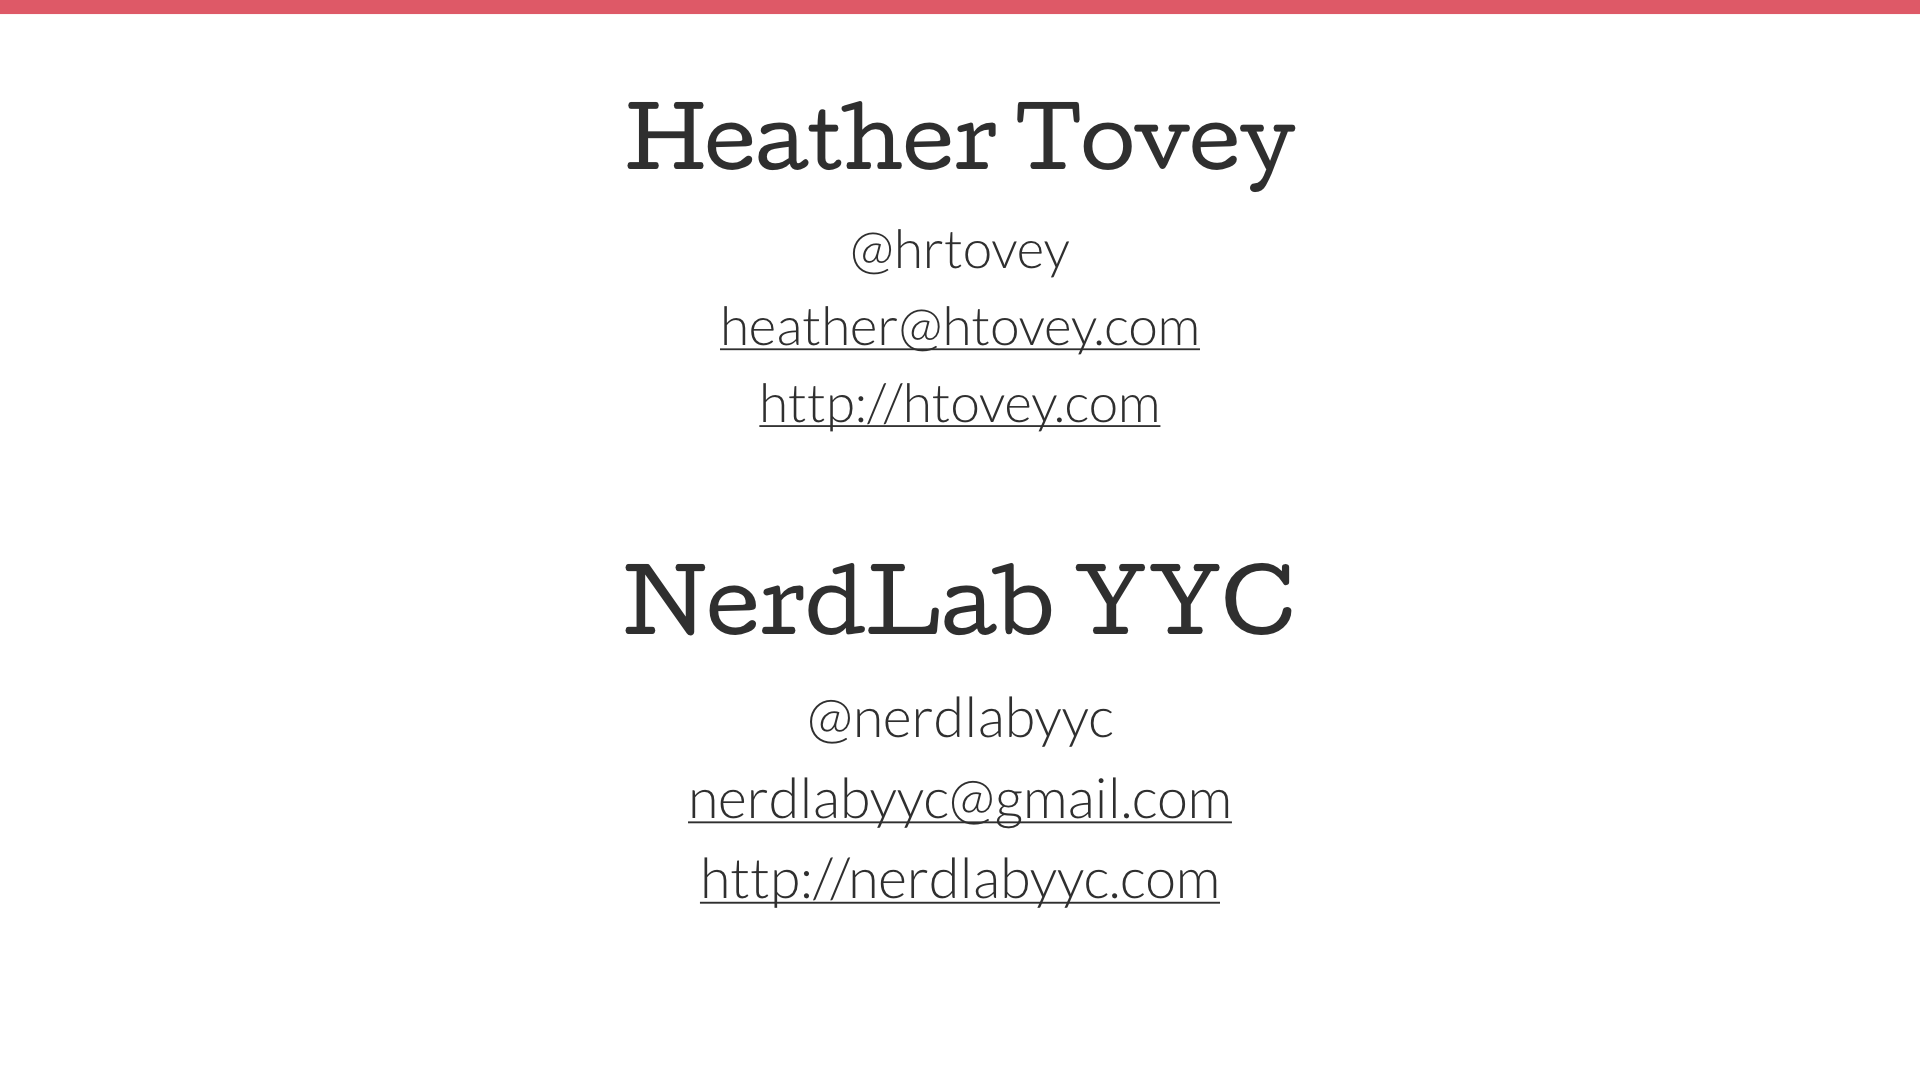 Heather Tovey
@hrtovey
heather@htovey.com
http://htovey.com
NerdLab YYC
@nerdlabyyc
nerdlabyyc@gmail.com
http://nerdlabyyc.com